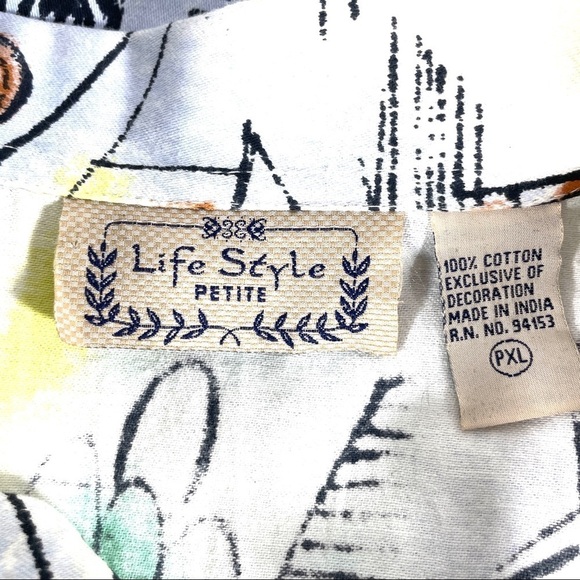 Life Style
PETITE
100% COTTON
EXCLUSIVE OF
DECORATION
MADE IN INDIA
R.N. NO. 94153
PXL